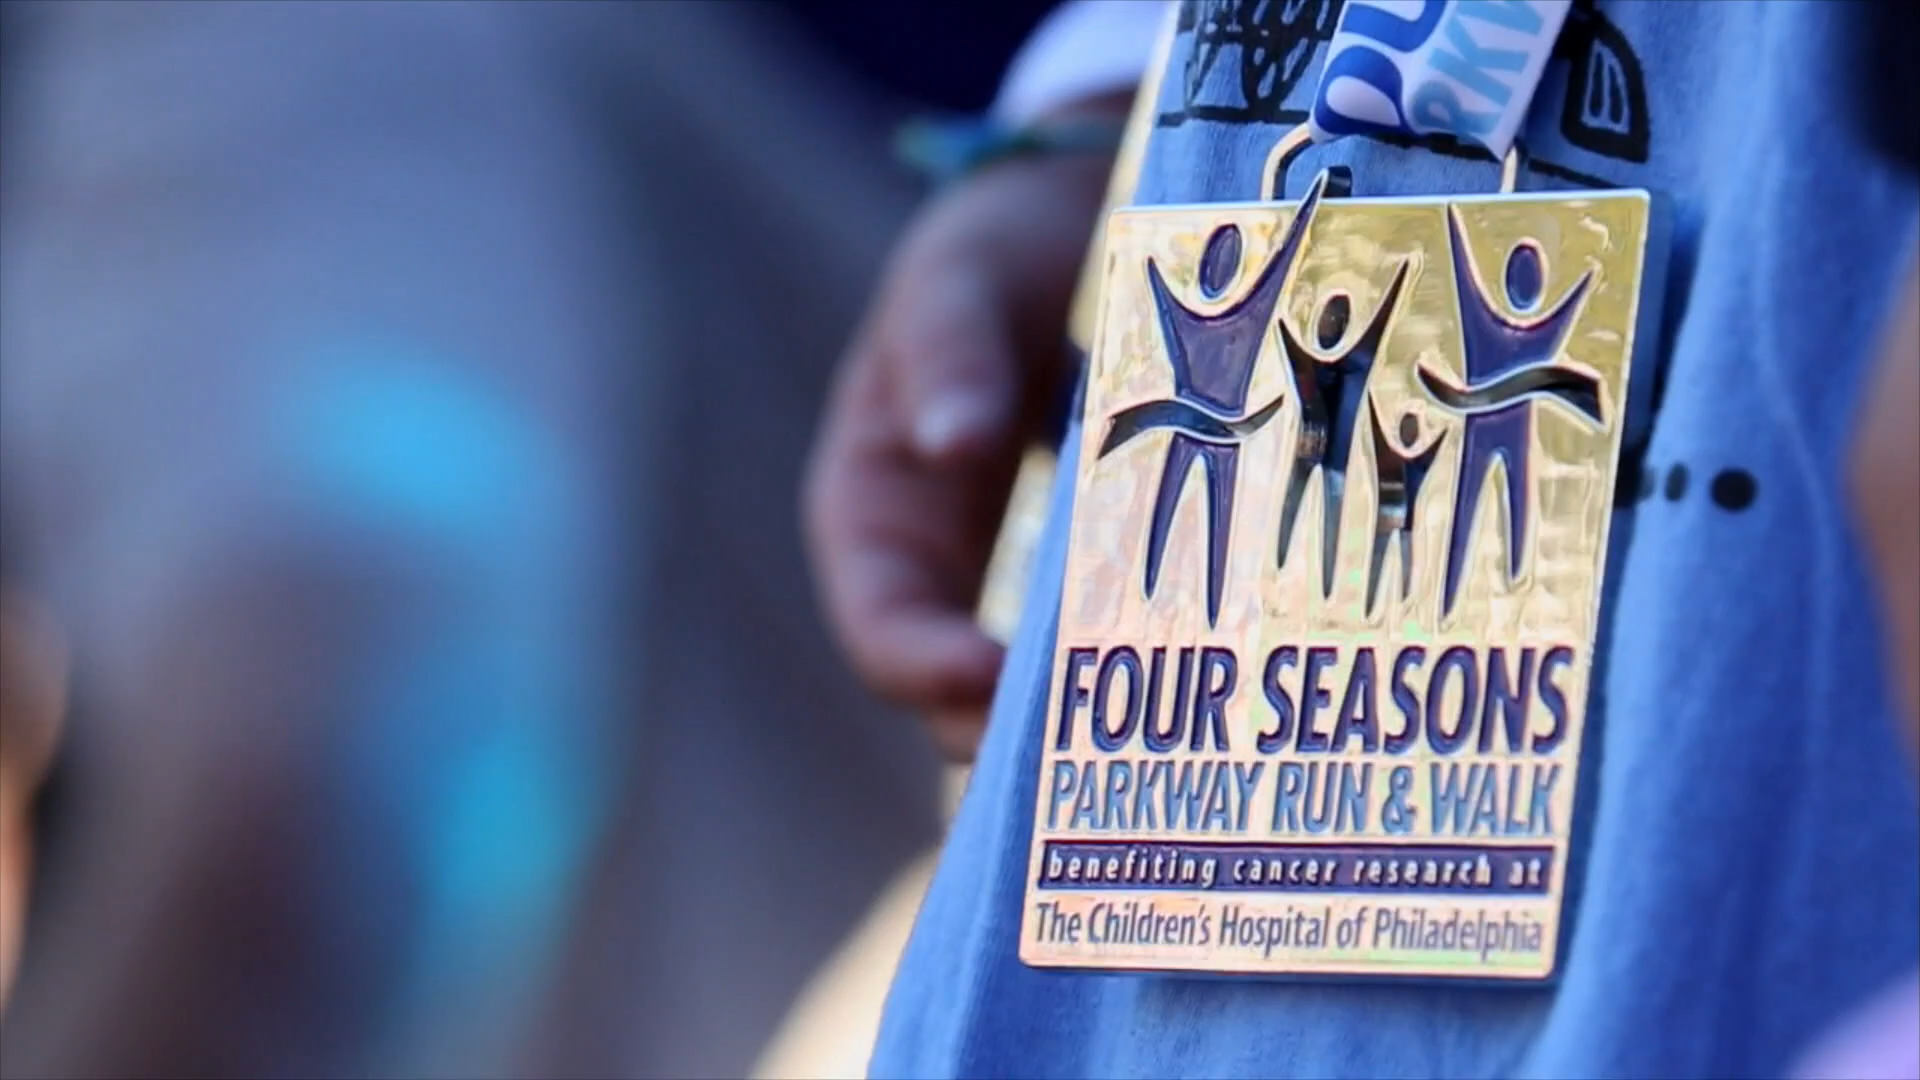 FOUR SEASONS
PARKWAY RUN & WALK
benefiting cancer research at
The Children's Hospital of Philadelphia